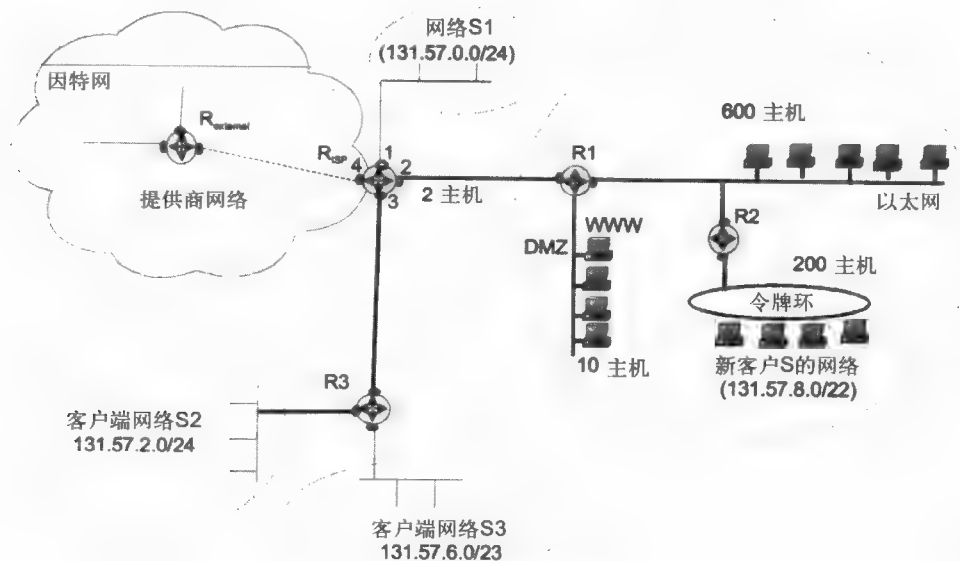 网络S1
(131.57.0.0/24)
因特网
Rexternal
RISP
1
4
2
3
提供商网络
2 主机
R1
600 主机
以太网
R2
WWW
DMZ
200 主机
令牌环
10 主机
新客户S的网络
(131.57.8.0/22)
R3
客户端网络S2
131.57.2.0/24
客户端网络S3
131.57.6.0/23